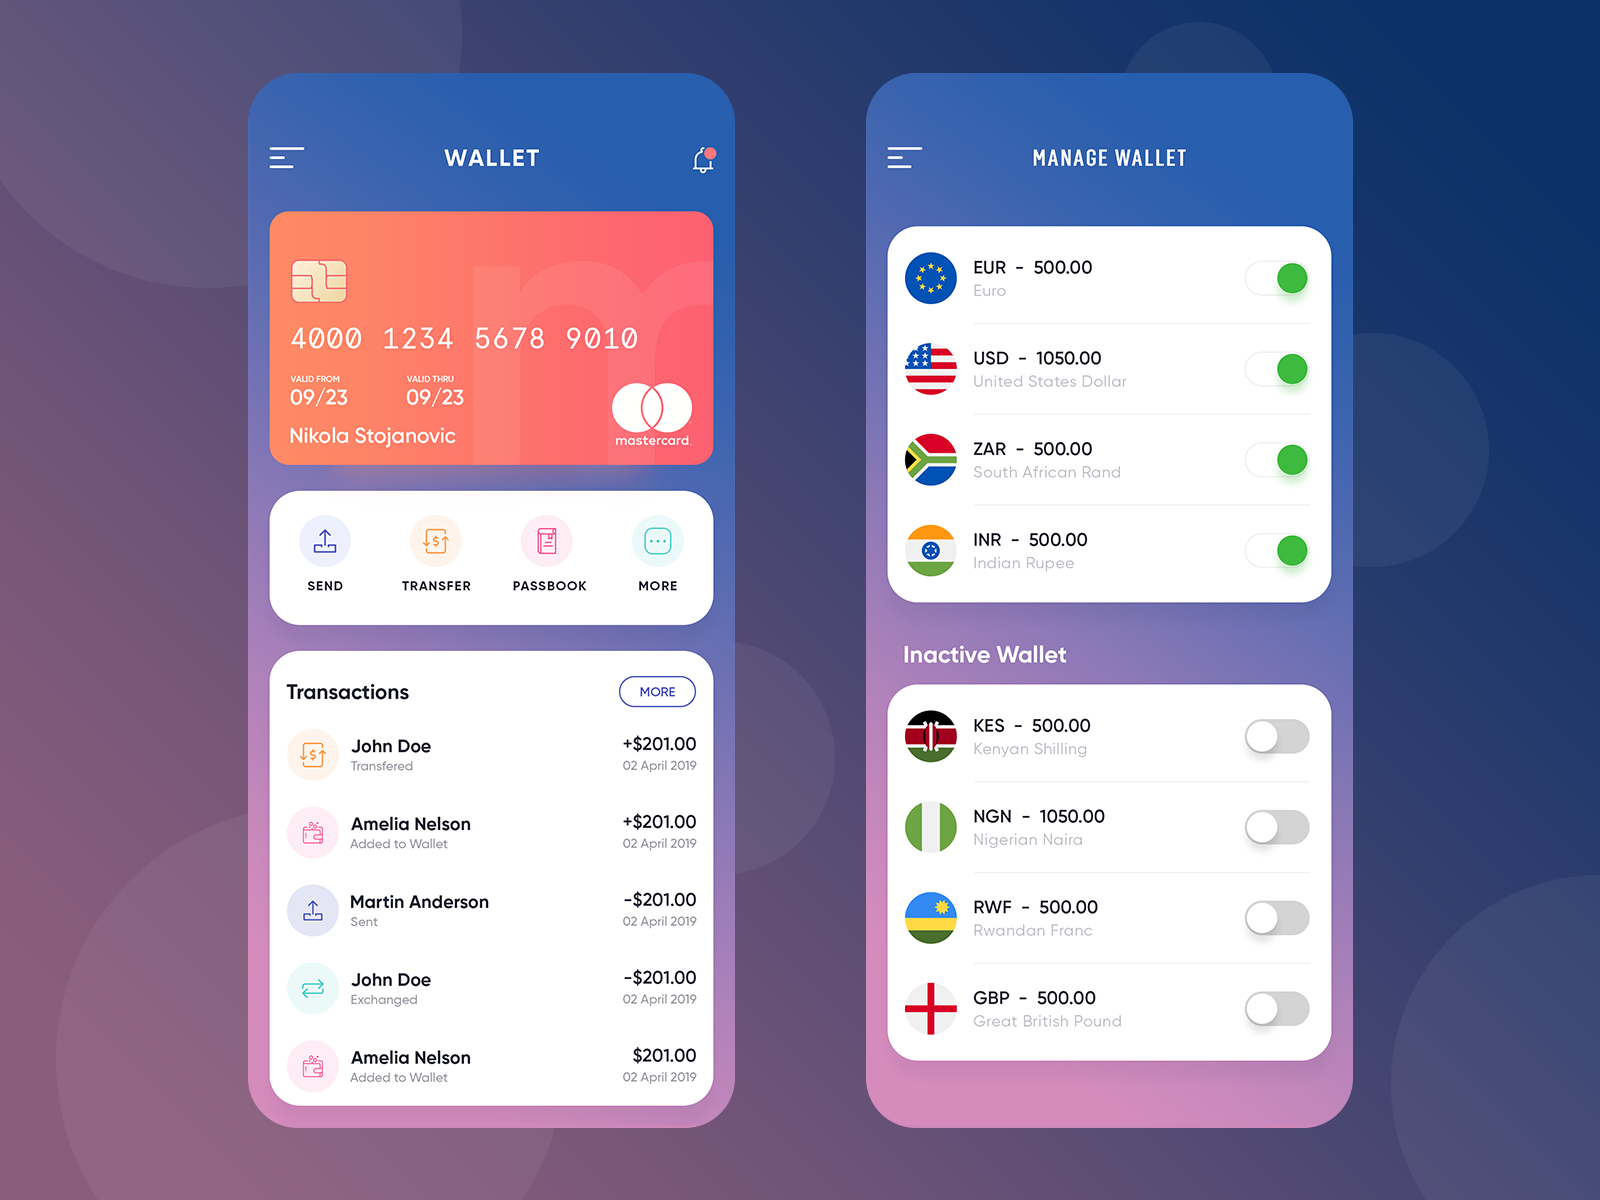 WALLET
4000 1234 5678 9010
VALID FROM
09/23
VALID THRU
09/23
Nikola Stojanovic
mastercard.
SEND
TRANSFER
PASSBOOK
MORE
Transactions
MORE
John Doe
+$201.00
Transfered
02 April 2019
Amelia Nelson
+$201.00
Added to Wallet
02 April 2019
Martin Anderson
-$201.00
Sent
02 April 2019
John Doe
-$201.00
Exchanged
02 April 2019
Amelia Nelson
$201.00
Added to Wallet
02 April 2019
MANAGE WALLET
EUR - 500.00
Euro
USD - 1050.00
United States Dollar
ZAR - 500.00
South African Rand
INR - 500.00
Indian Rupee
Inactive Wallet
KES - 500.00
Kenyan Shilling
NGN - 1050.00
Nigerian Naira
RWF - 500.00
Rwandan Franc
GBP - 500.00
Great British Pound